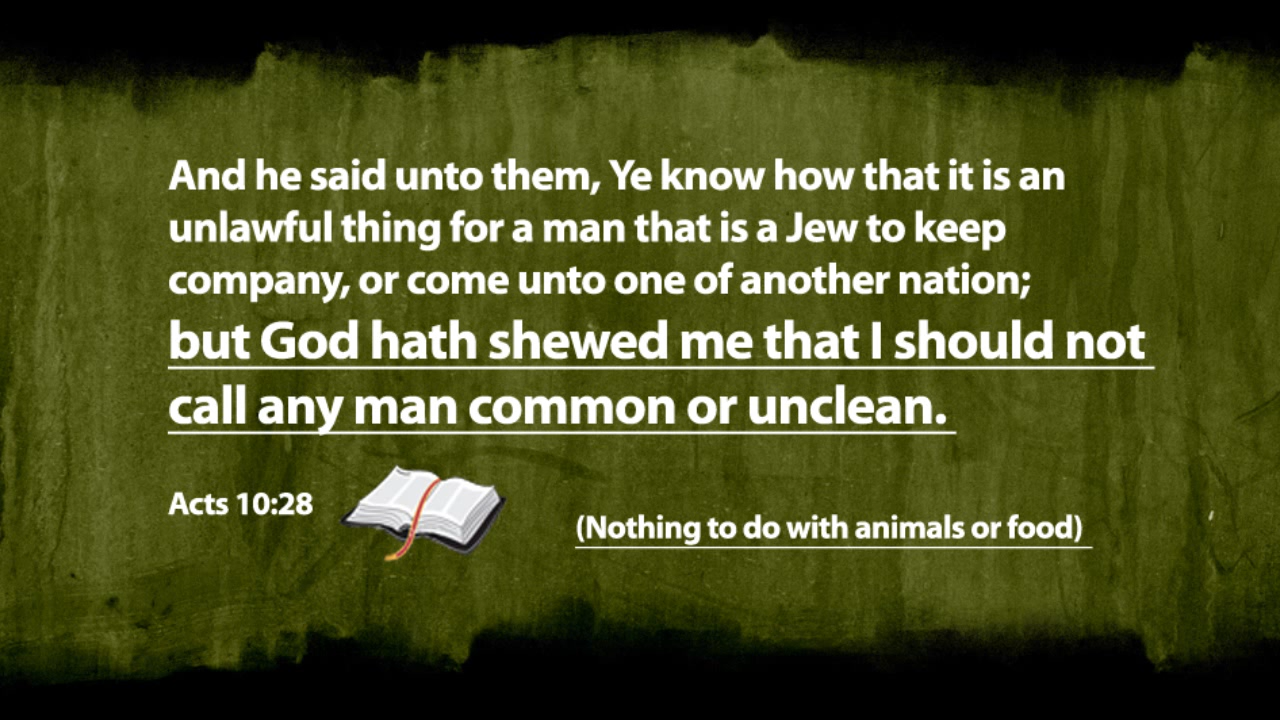 And he said unto them, Ye know how that it is an
unlawful thing for a man that is a Jew to keep
company, or come unto one of another nation;
but God hath shewed me that I should not
call any man common or unclean.
Acts 10:28
(Nothing to do with animals or food)